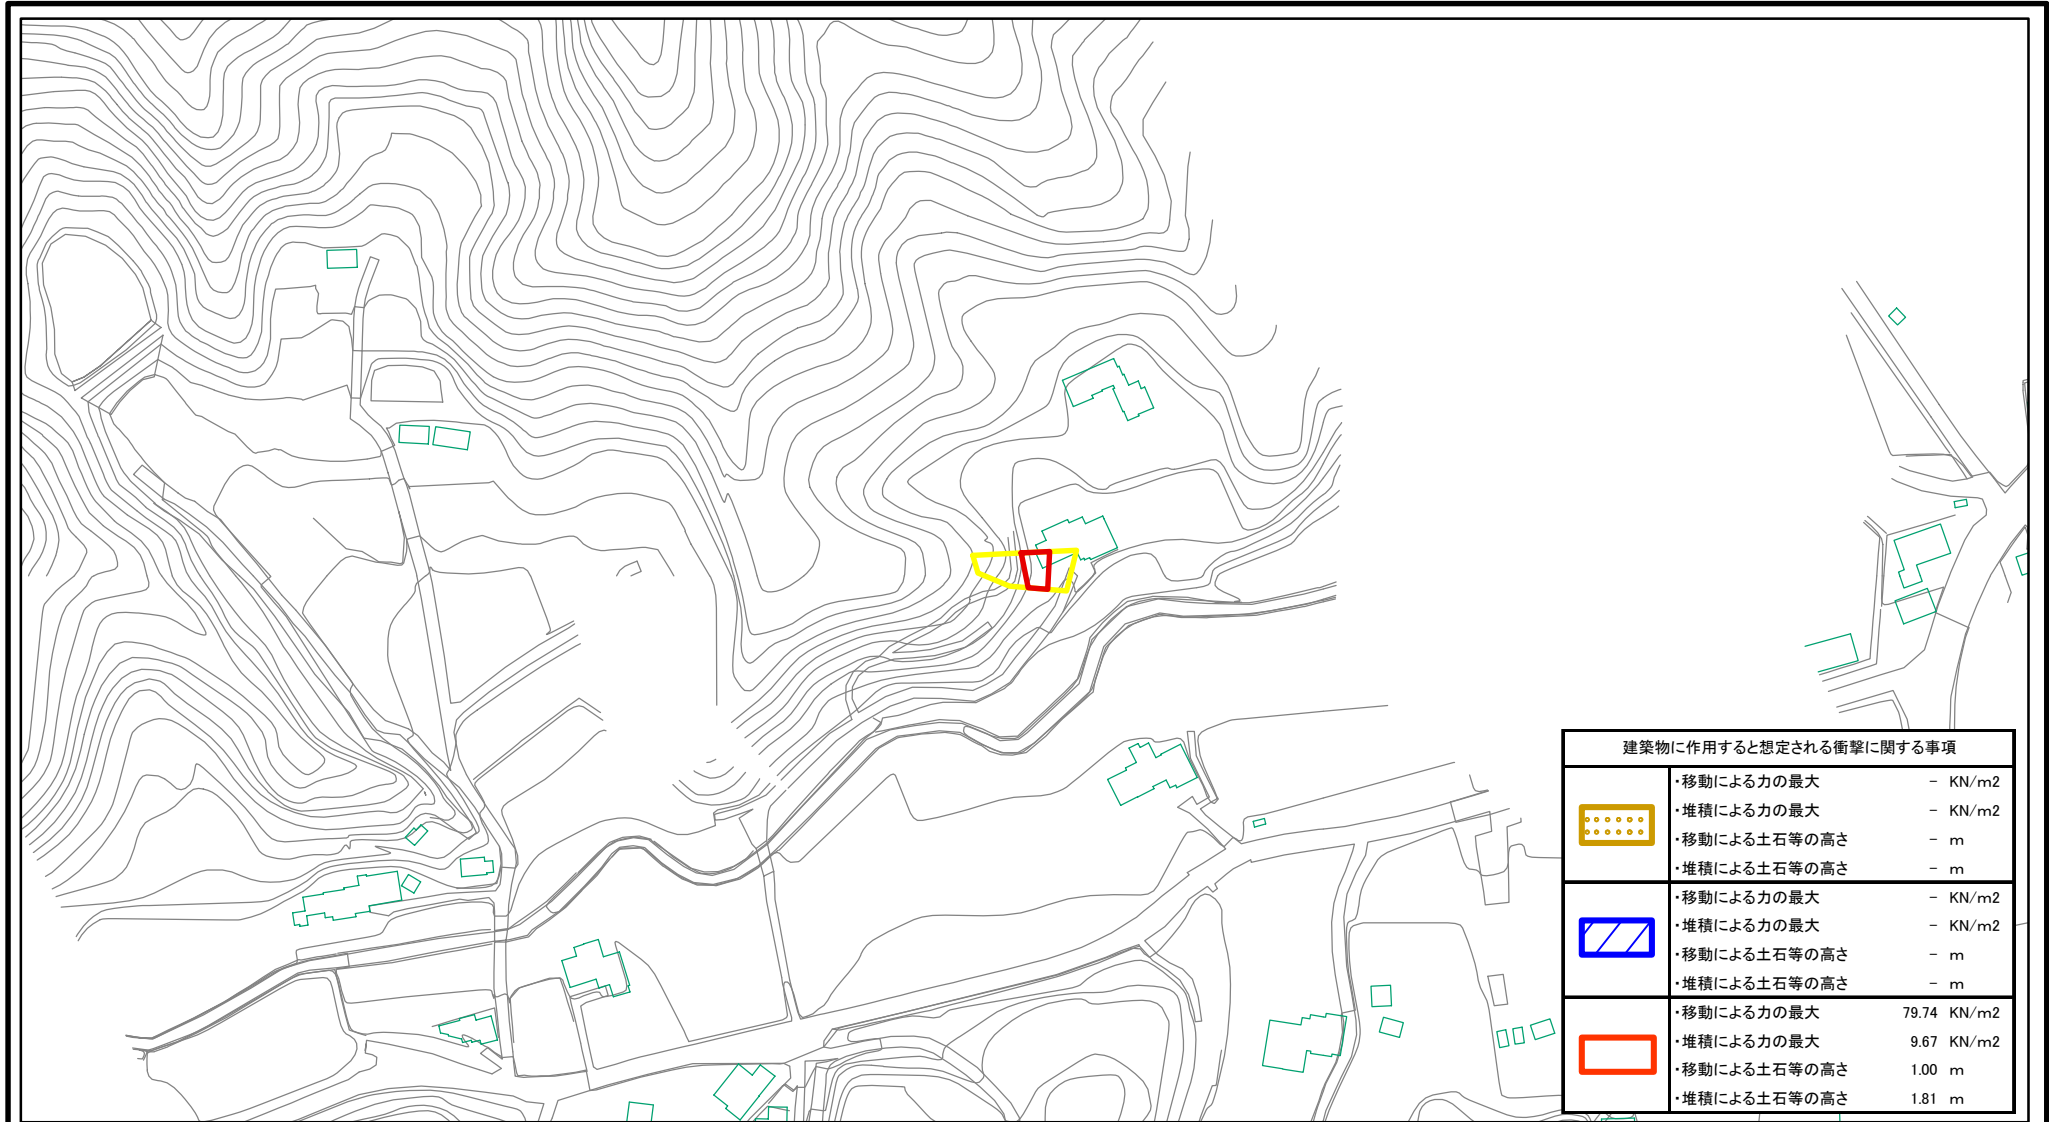 建築物に作用すると想定される衝撃に関する事項
・移動による力の最大 － KN/m2
・堆積による力の最大 － KN/m2
・移動による土石等の高さ － m
・堆積による土石等の高さ － m
・移動による力の最大 － KN/m2
・堆積による力の最大 － KN/m2
・移動による土石等の高さ － m
・堆積による土石等の高さ － m
・移動による力の最大 79.74 KN/m2
・堆積による力の最大 9.67 KN/m2
・移動による土石等の高さ 1.00 m
・堆積による土石等の高さ 1.81 m